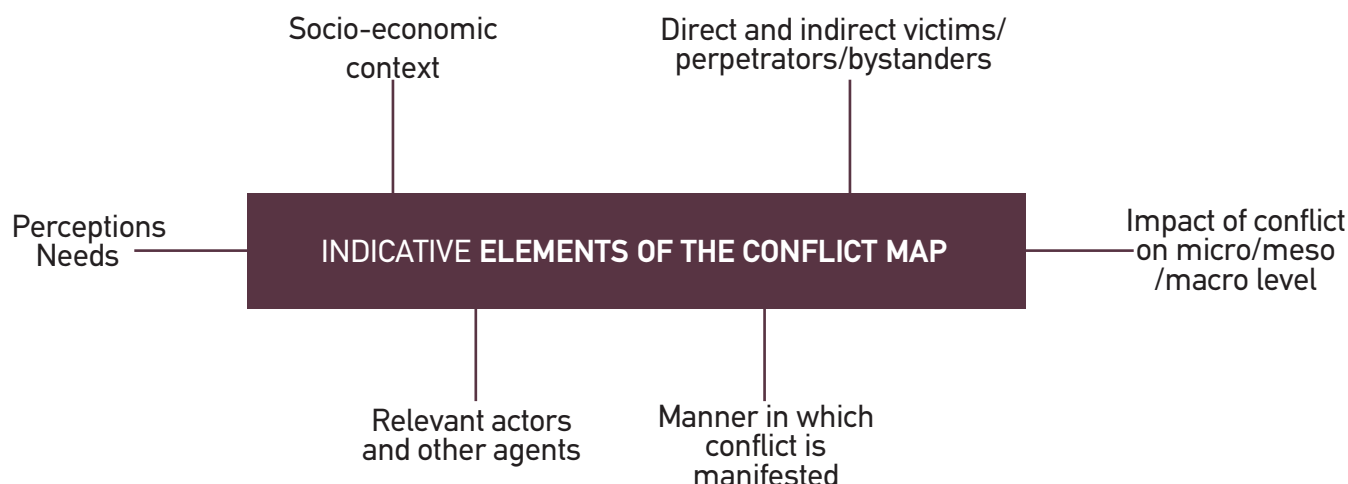 Socio-economic
context
Direct and indirect victims/
perpetrators/bystanders
Perceptions
Needs
INDICATIVE ELEMENTS OF THE CONFLICT MAP
Impact of conflict
on micro/meso
/macro level
Relevant actors
and other agents
Manner in which
conflict is
manifested